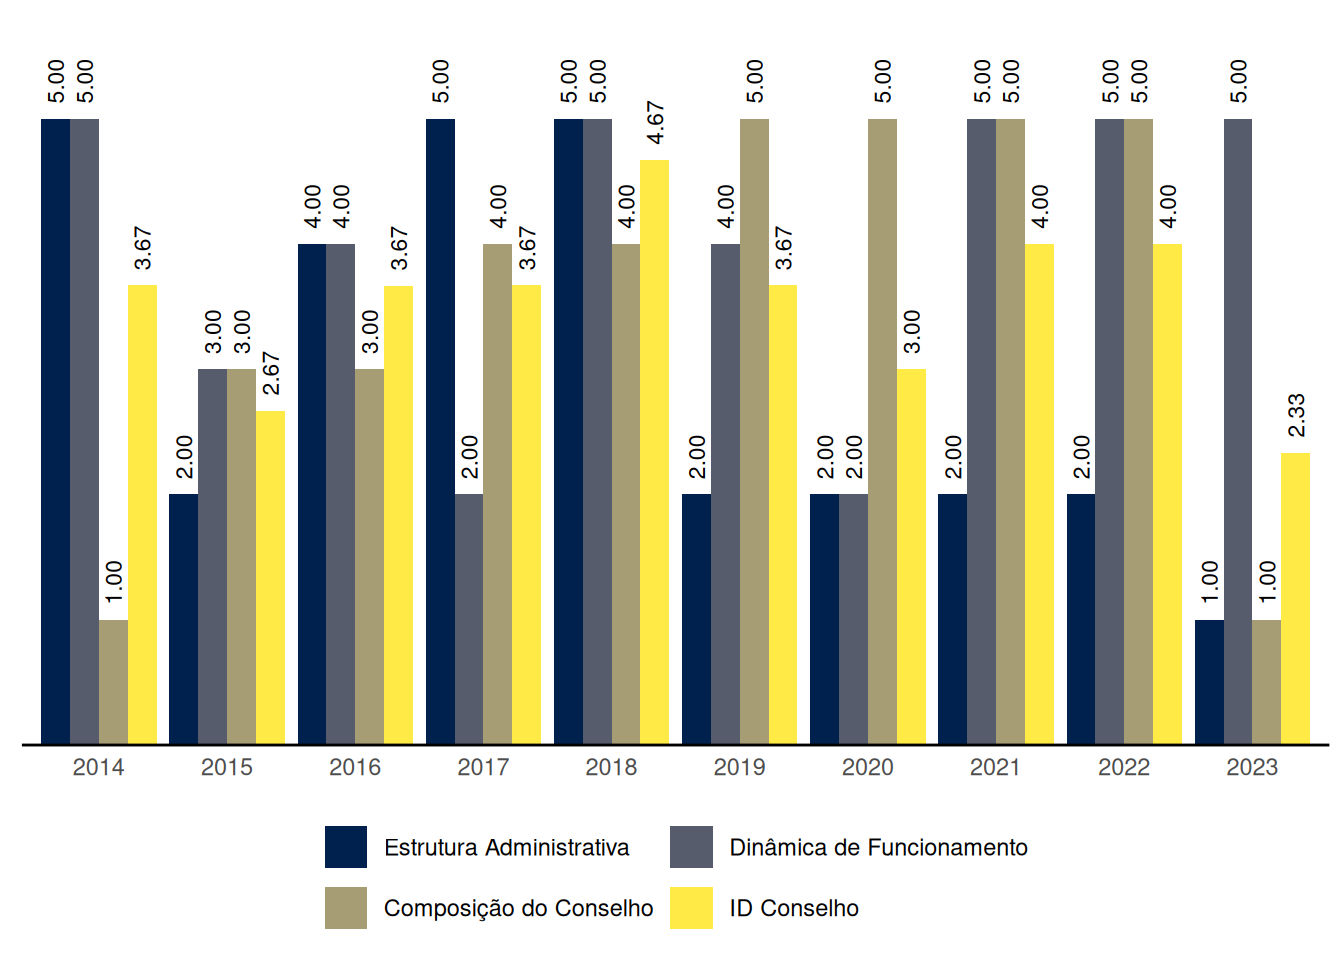 5.00 5.00 1.00 3.67
2.00 3.00 3.00 2.67
4.00 4.00 3.00 3.67
5.00 2.00 4.00 3.67
5.00 5.00 4.00 4.67
2.00 4.00 5.00 3.67
2.00 2.00 5.00 3.00
2.00 5.00 5.00 4.00
2.00 5.00 5.00 4.00
1.00 5.00 1.00 2.33
2014 2015 2016 2017 2018 2019 2020 2021 2022 2023
Estrutura Administrativa Dinâmica de Funcionamento
Composição do Conselho ID Conselho